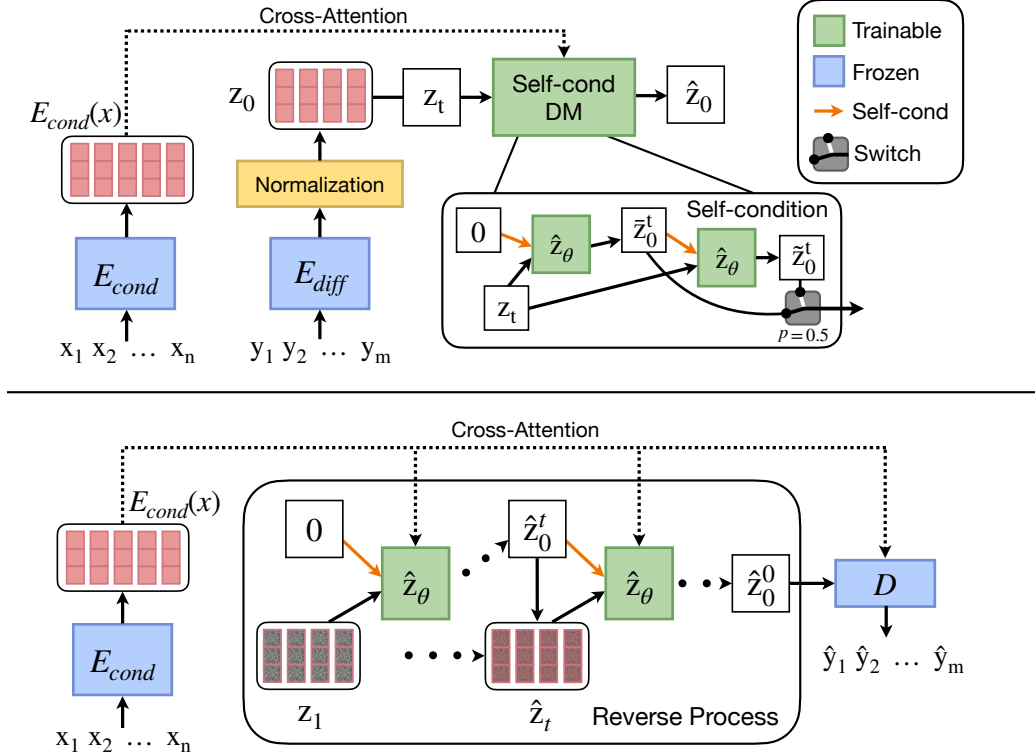 Cross-Attention
E_cond(x)
z_0
z_t
Self-cond
DM
ẑ_0
Trainable
Frozen
Self-cond
Switch
Normalization
E_cond
E_diff
x_1 x_2 … x_n
y_1 y_2 … y_m
Self-condition
0
ẑ_θ
z̄_0^t
ẑ_θ
z̃_0^t
z_t
p = 0.5
Cross-Attention
E_cond(x)
E_cond
x_1 x_2 … x_n
0
ẑ_θ
ẑ_0^t
ẑ_θ
ẑ_0^0
D
z_1
ẑ_t
Reverse Process
ŷ_1 ŷ_2 … ŷ_m